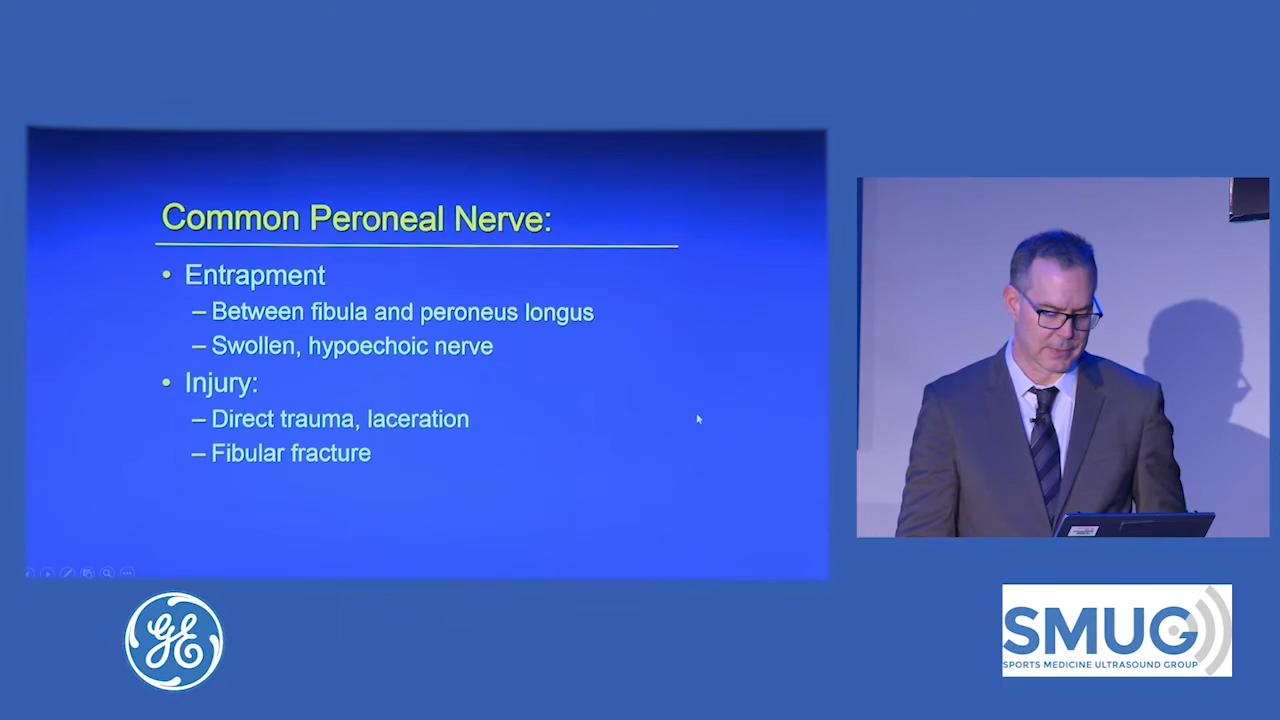 Common Peroneal Nerve:
• Entrapment
– Between fibula and peroneus longus
– Swollen, hypoechoic nerve
• Injury:
– Direct trauma, laceration
– Fibular fracture
GE
SMUG
SPORTS MEDICINE ULTRASOUND GROUP